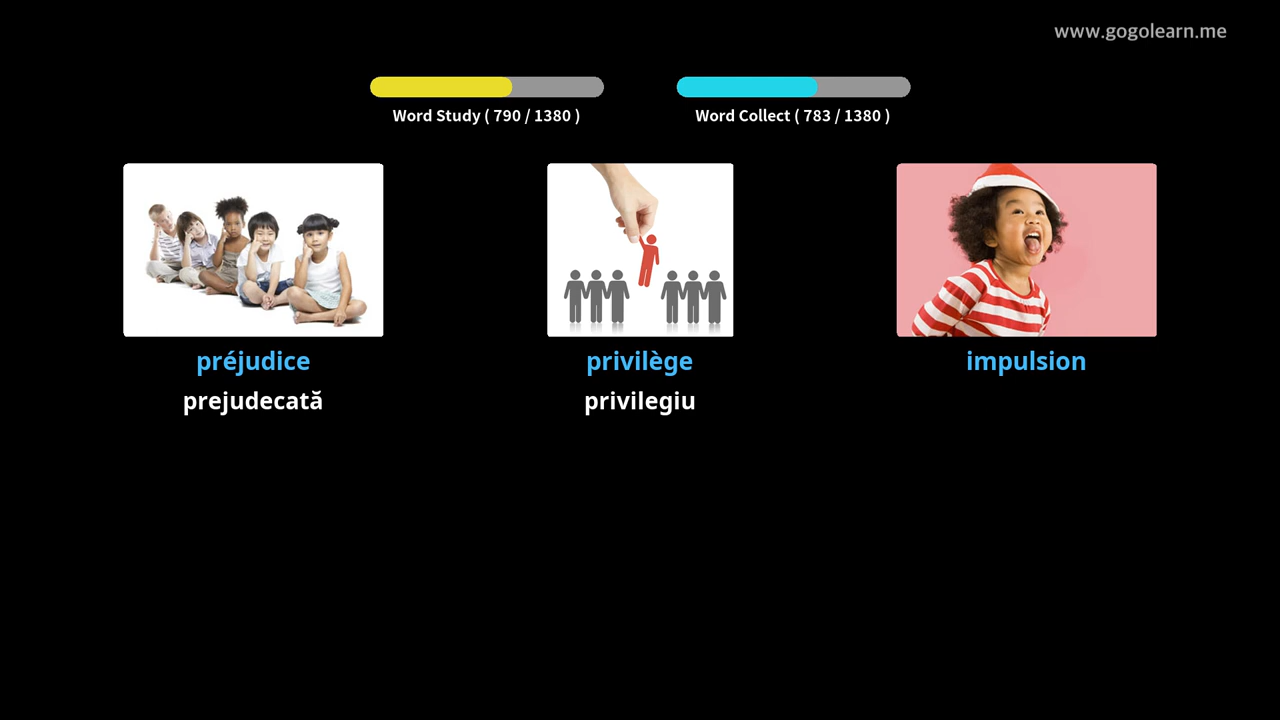 www.gogolearn.me
Word Study ( 790 / 1380 )
Word Collect ( 783 / 1380 )
préjudice
privilège
impulsion
prejudecată
privilegiu